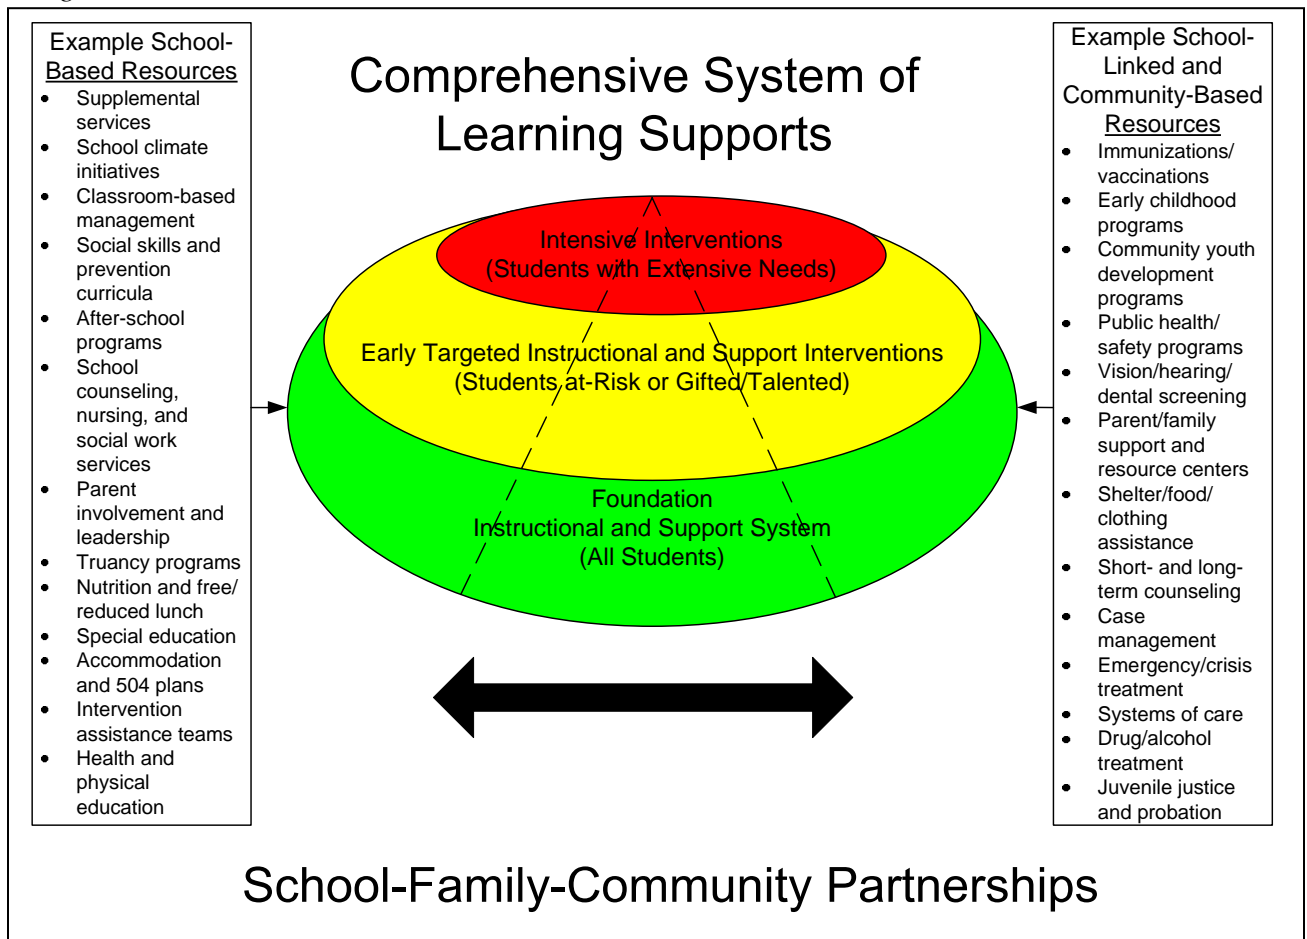 Example School-
Based Resources
• Supplemental
services
• School climate
initiatives
• Classroom-based
management
• Social skills and
prevention
curricula
• After-school
programs
• School
counseling,
nursing, and
social work
services
• Parent
involvement and
leadership
• Truancy programs
• Nutrition and free/
reduced lunch
• Special education
• Accommodation
and 504 plans
• Intervention
assistance teams
• Health and
physical
education
Comprehensive System of
Learning Supports
Intensive Interventions
(Students with Extensive Needs)
Early Targeted Instructional and Support Interventions
(Students at-Risk or Gifted/Talented)
Foundation
Instructional and Support System
(All Students)
Example School-
Linked and
Community-Based
Resources
• Immunizations/
vaccinations
• Early childhood
programs
• Community youth
development
programs
• Public health/
safety programs
• Vision/hearing/
dental screening
• Parent/family
support and
resource centers
• Shelter/food/
clothing
assistance
• Short- and long-
term counseling
• Case
management
• Emergency/crisis
treatment
• Systems of care
• Drug/alcohol
treatment
• Juvenile justice
and probation
School-Family-Community Partnerships